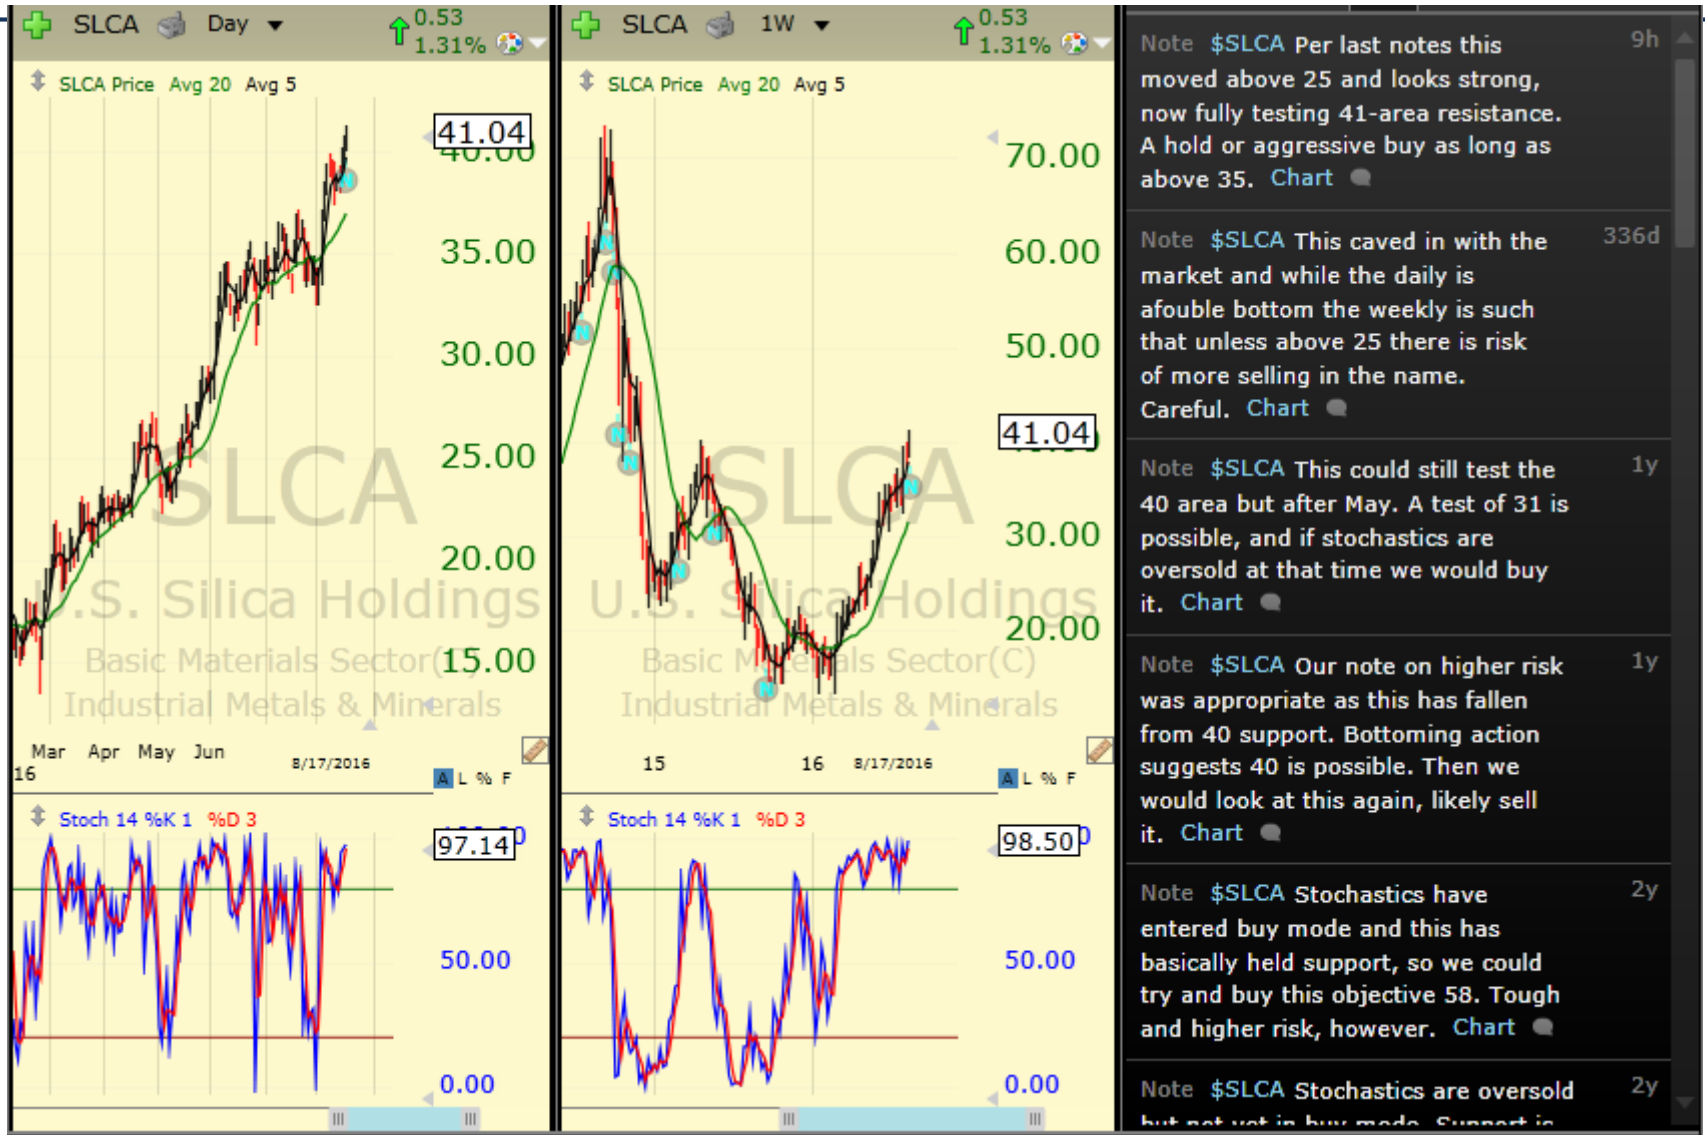 SLCA Day 0.53
1.31%
SLCA Price Avg 20 Avg 5
41.04
40.00
35.00
30.00
25.00
20.00
15.00
SLCA
U.S. Silica Holdings
Basic Materials Sector(C)
Industrial Metals & Minerals
Mar Apr May Jun
16 8/17/2016
A L % F
Stoch 14 %K 1 %D 3
97.14
50.00
0.00
SLCA 1W 0.53
1.31%
SLCA Price Avg 20 Avg 5
70.00
60.00
50.00
41.04
30.00
20.00
SLCA
U.S. Silica Holdings
Basic Materials Sector(C)
Industrial Metals & Minerals
15 16 8/17/2016
A L % F
Stoch 14 %K 1 %D 3
98.50
50.00
0.00
Note $SLCA Per last notes this 9h
moved above 25 and looks strong,
now fully testing 41-area resistance.
A hold or aggressive buy as long as
above 35. Chart
Note $SLCA This caved in with the 336d
market and while the daily is
afouble bottom the weekly is such
that unless above 25 there is risk
of more selling in the name.
Careful. Chart
Note $SLCA This could still test the 1y
40 area but after May. A test of 31 is
possible, and if stochastics are
oversold at that time we would buy
it. Chart
Note $SLCA Our note on higher risk 1y
was appropriate as this has fallen
from 40 support. Bottoming action
suggests 40 is possible. Then we
would look at this again, likely sell
it. Chart
Note $SLCA Stochastics have 2y
entered buy mode and this has
basically held support, so we could
try and buy this objective 58. Tough
and higher risk, however. Chart
Note $SLCA Stochastics are oversold 2y
but not yet in buy mode. Support is